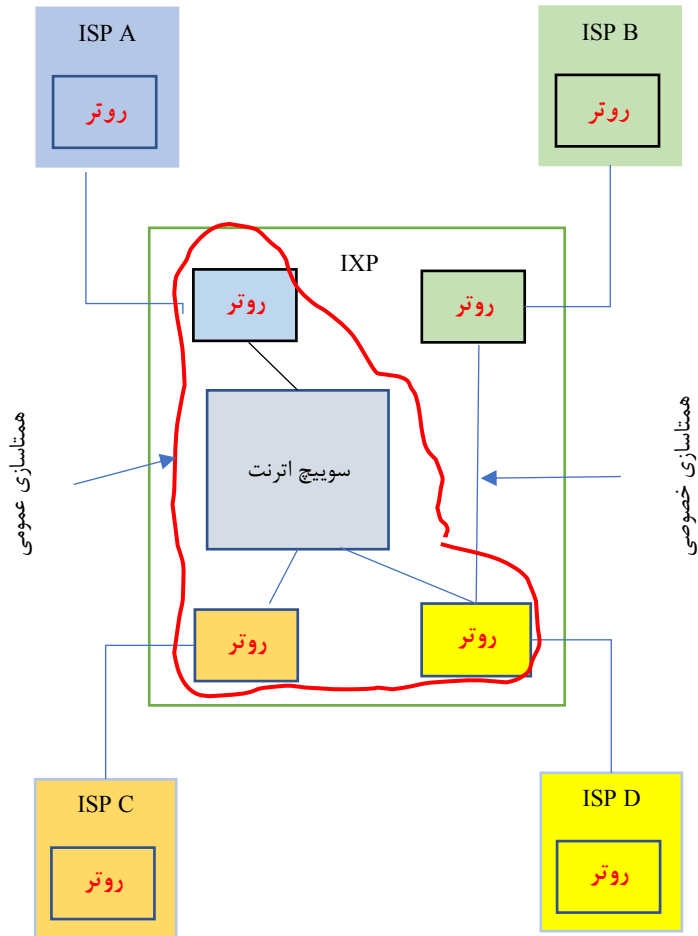 ISP A
روتر
ISP B
روتر
IXP
روتر
روتر
سوییچ اترنت
همتاسازی عمومی
همتاسازی خصوصی
روتر
روتر
ISP C
روتر
ISP D
روتر